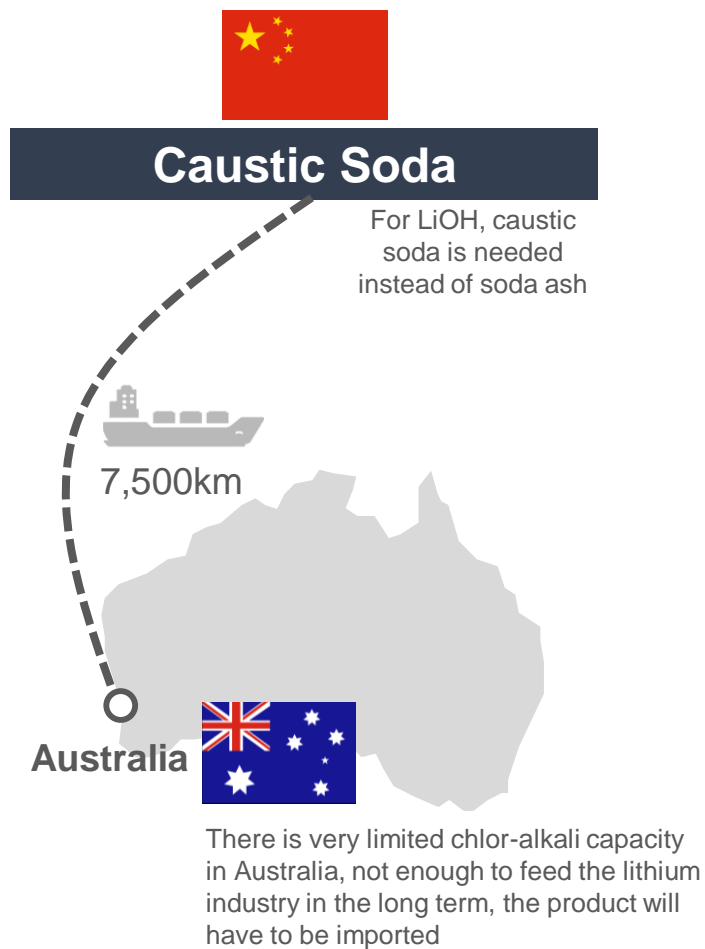 Caustic Soda
For LiOH, caustic
soda is needed
instead of soda ash
7,500km
Australia
There is very limited chlor-alkali capacity
in Australia, not enough to feed the lithium
industry in the long term, the product will
have to be imported